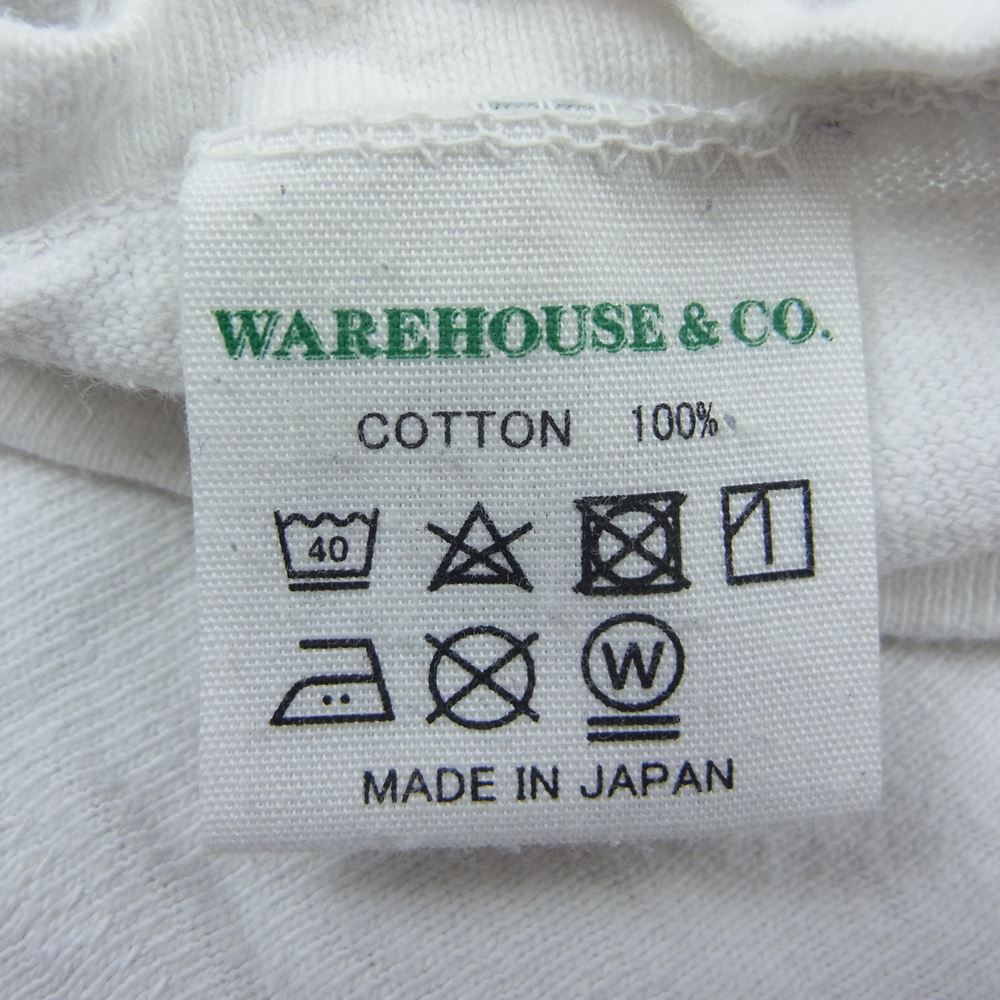 WAREHOUSE & CO.
COTTON 100%
40
W
MADE IN JAPAN